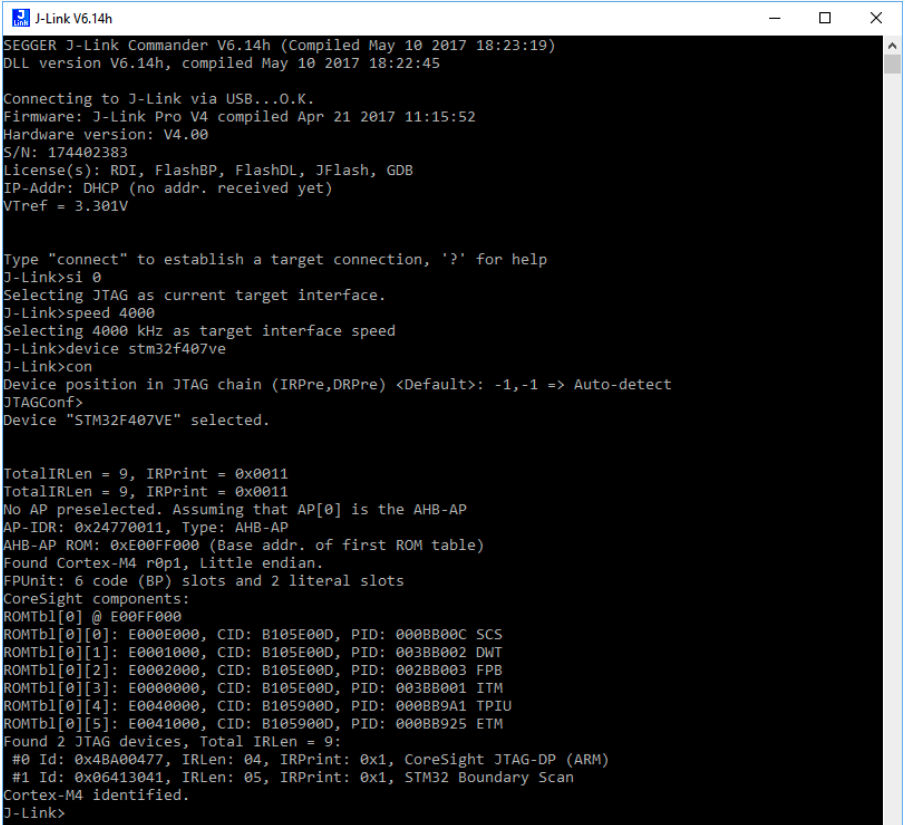 J-Link V6.14h
SEGGER J-Link Commander V6.14h (Compiled May 10 2017 18:23:19)
DLL version V6.14h, compiled May 10 2017 18:22:45
Connecting to J-Link via USB...O.K.
Firmware: J-Link Pro V4 compiled Apr 21 2017 11:15:52
Hardware version: V4.00
S/N: 174402383
License(s): RDI, FlashBP, FlashDL, JFlash, GDB
IP-Addr: DHCP (no addr. received yet)
VTref = 3.301V
Type "connect" to establish a target connection, '?' for help
J-Link>si 0
Selecting JTAG as current target interface.
J-Link>speed 4000
Selecting 4000 kHz as target interface speed
J-Link>device stm32f407ve
J-Link>con
Device position in JTAG chain (IRPre,DRPre) <Default>: -1,-1 => Auto-detect
JTAGConf>
Device "STM32F407VE" selected.
TotalIRLen = 9, IRPrint = 0x0011
TotalIRLen = 9, IRPrint = 0x0011
No AP preselected. Assuming that AP[0] is the AHB-AP
AP-IDR: 0x24770011, Type: AHB-AP
AHB-AP ROM: 0xE00FF000 (Base addr. of first ROM table)
Found Cortex-M4 r0p1, Little endian.
FPUnit: 6 code (BP) slots and 2 literal slots
CoreSight components:
ROMTbl[0] @ E00FF000
ROMTbl[0][0]: E000E000, CID: B105E00D, PID: 000BB00C SCS
ROMTbl[0][1]: E0001000, CID: B105E00D, PID: 003BB002 DWT
ROMTbl[0][2]: E0002000, CID: B105E00D, PID: 002BB003 FPB
ROMTbl[0][3]: E0000000, CID: B105E00D, PID: 003BB001 ITM
ROMTbl[0][4]: E0040000, CID: B105900D, PID: 000BB9A1 TPIU
ROMTbl[0][5]: E0041000, CID: B105900D, PID: 000BB925 ETM
Found 2 JTAG devices, Total IRLen = 9:
#0 Id: 0x4BA00477, IRLen: 04, IRPrint: 0x1, CoreSight JTAG-DP (ARM)
#1 Id: 0x06413041, IRLen: 05, IRPrint: 0x1, STM32 Boundary Scan
Cortex-M4 identified.
J-Link>